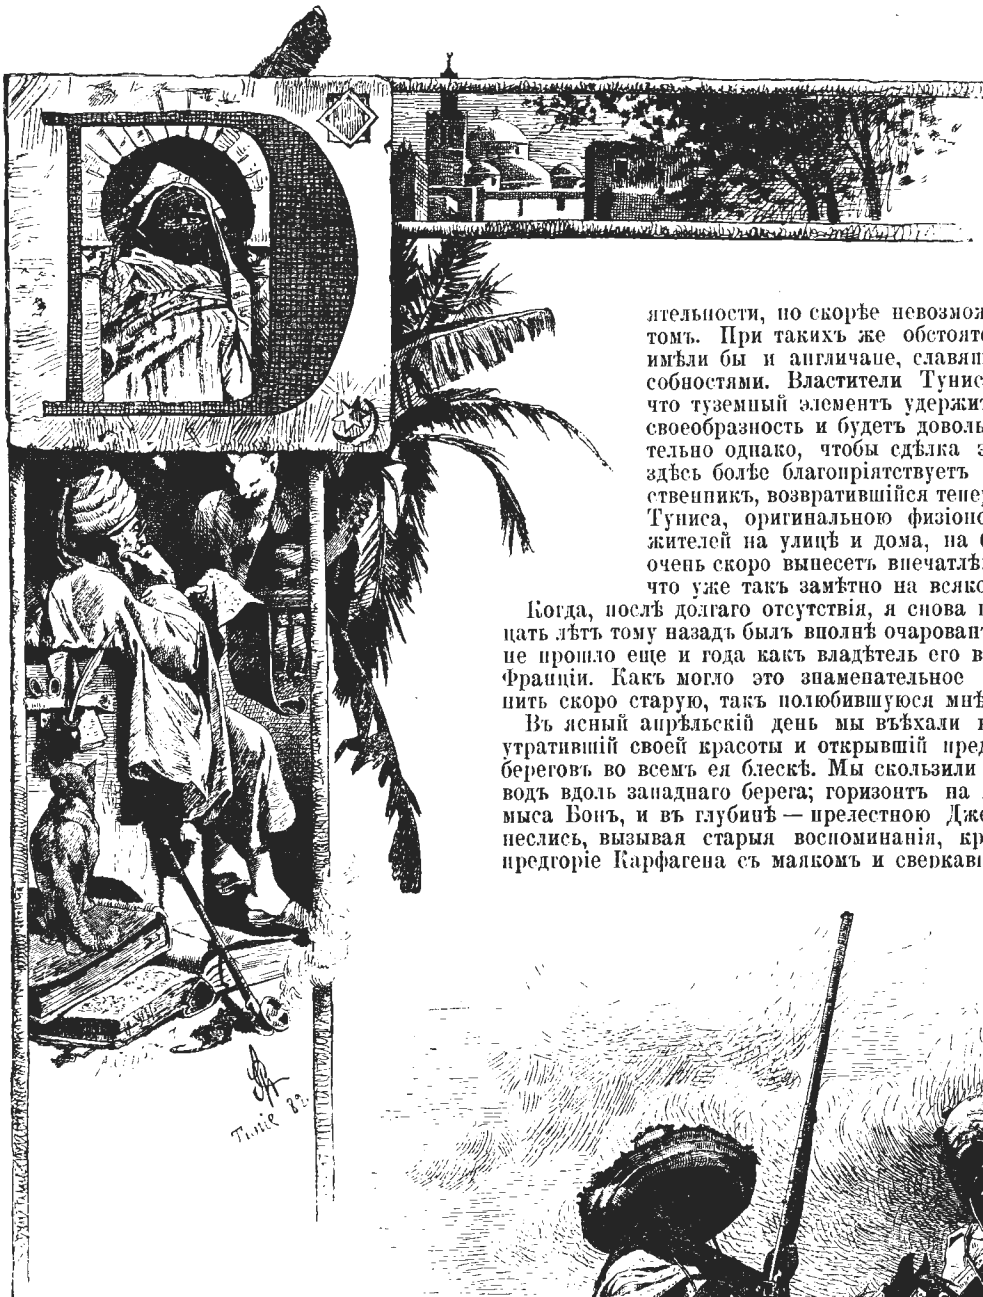 D
ятельности, но скорѣе невозмож
томъ. При такихъ же обстояте
имѣли бы и англичане, славян
собностями. Властители Тунис
что туземный элементъ удержит
своеобразность и будетъ доволь
тельно однако, чтобы сдѣлка з
здѣсь болѣе благопріятствуетъ
ственникъ, возвратившійся тепер
Туниса, оригинальною физіоно
жителей на улицѣ и дома, на б
очень скоро вынесетъ впечатлѣ
что уже такъ замѣтно на всяко
Когда, послѣ долгаго отсутствія, я снова п
цать лѣтъ тому назадъ былъ вполнѣ очарован
не прошло еще и года какъ владѣтель его в
Франціи. Какъ могло это знаменательное
нить скоро старую, такъ полюбившуюся мнѣ
Въ ясный апрѣльскій день мы въѣхали в
утратившій своей красоты и открывшій пред
береговъ во всемъ ея блескѣ. Мы скользили
водъ вдоль западнаго берега; горизонтъ на
мыса Бонъ, и въ глубинѣ — прелестною Дже
неслись, вызывая старыя воспоминанія, кр
предгоріе Карфагена съ маякомъ и сверкав
Tunie 82.